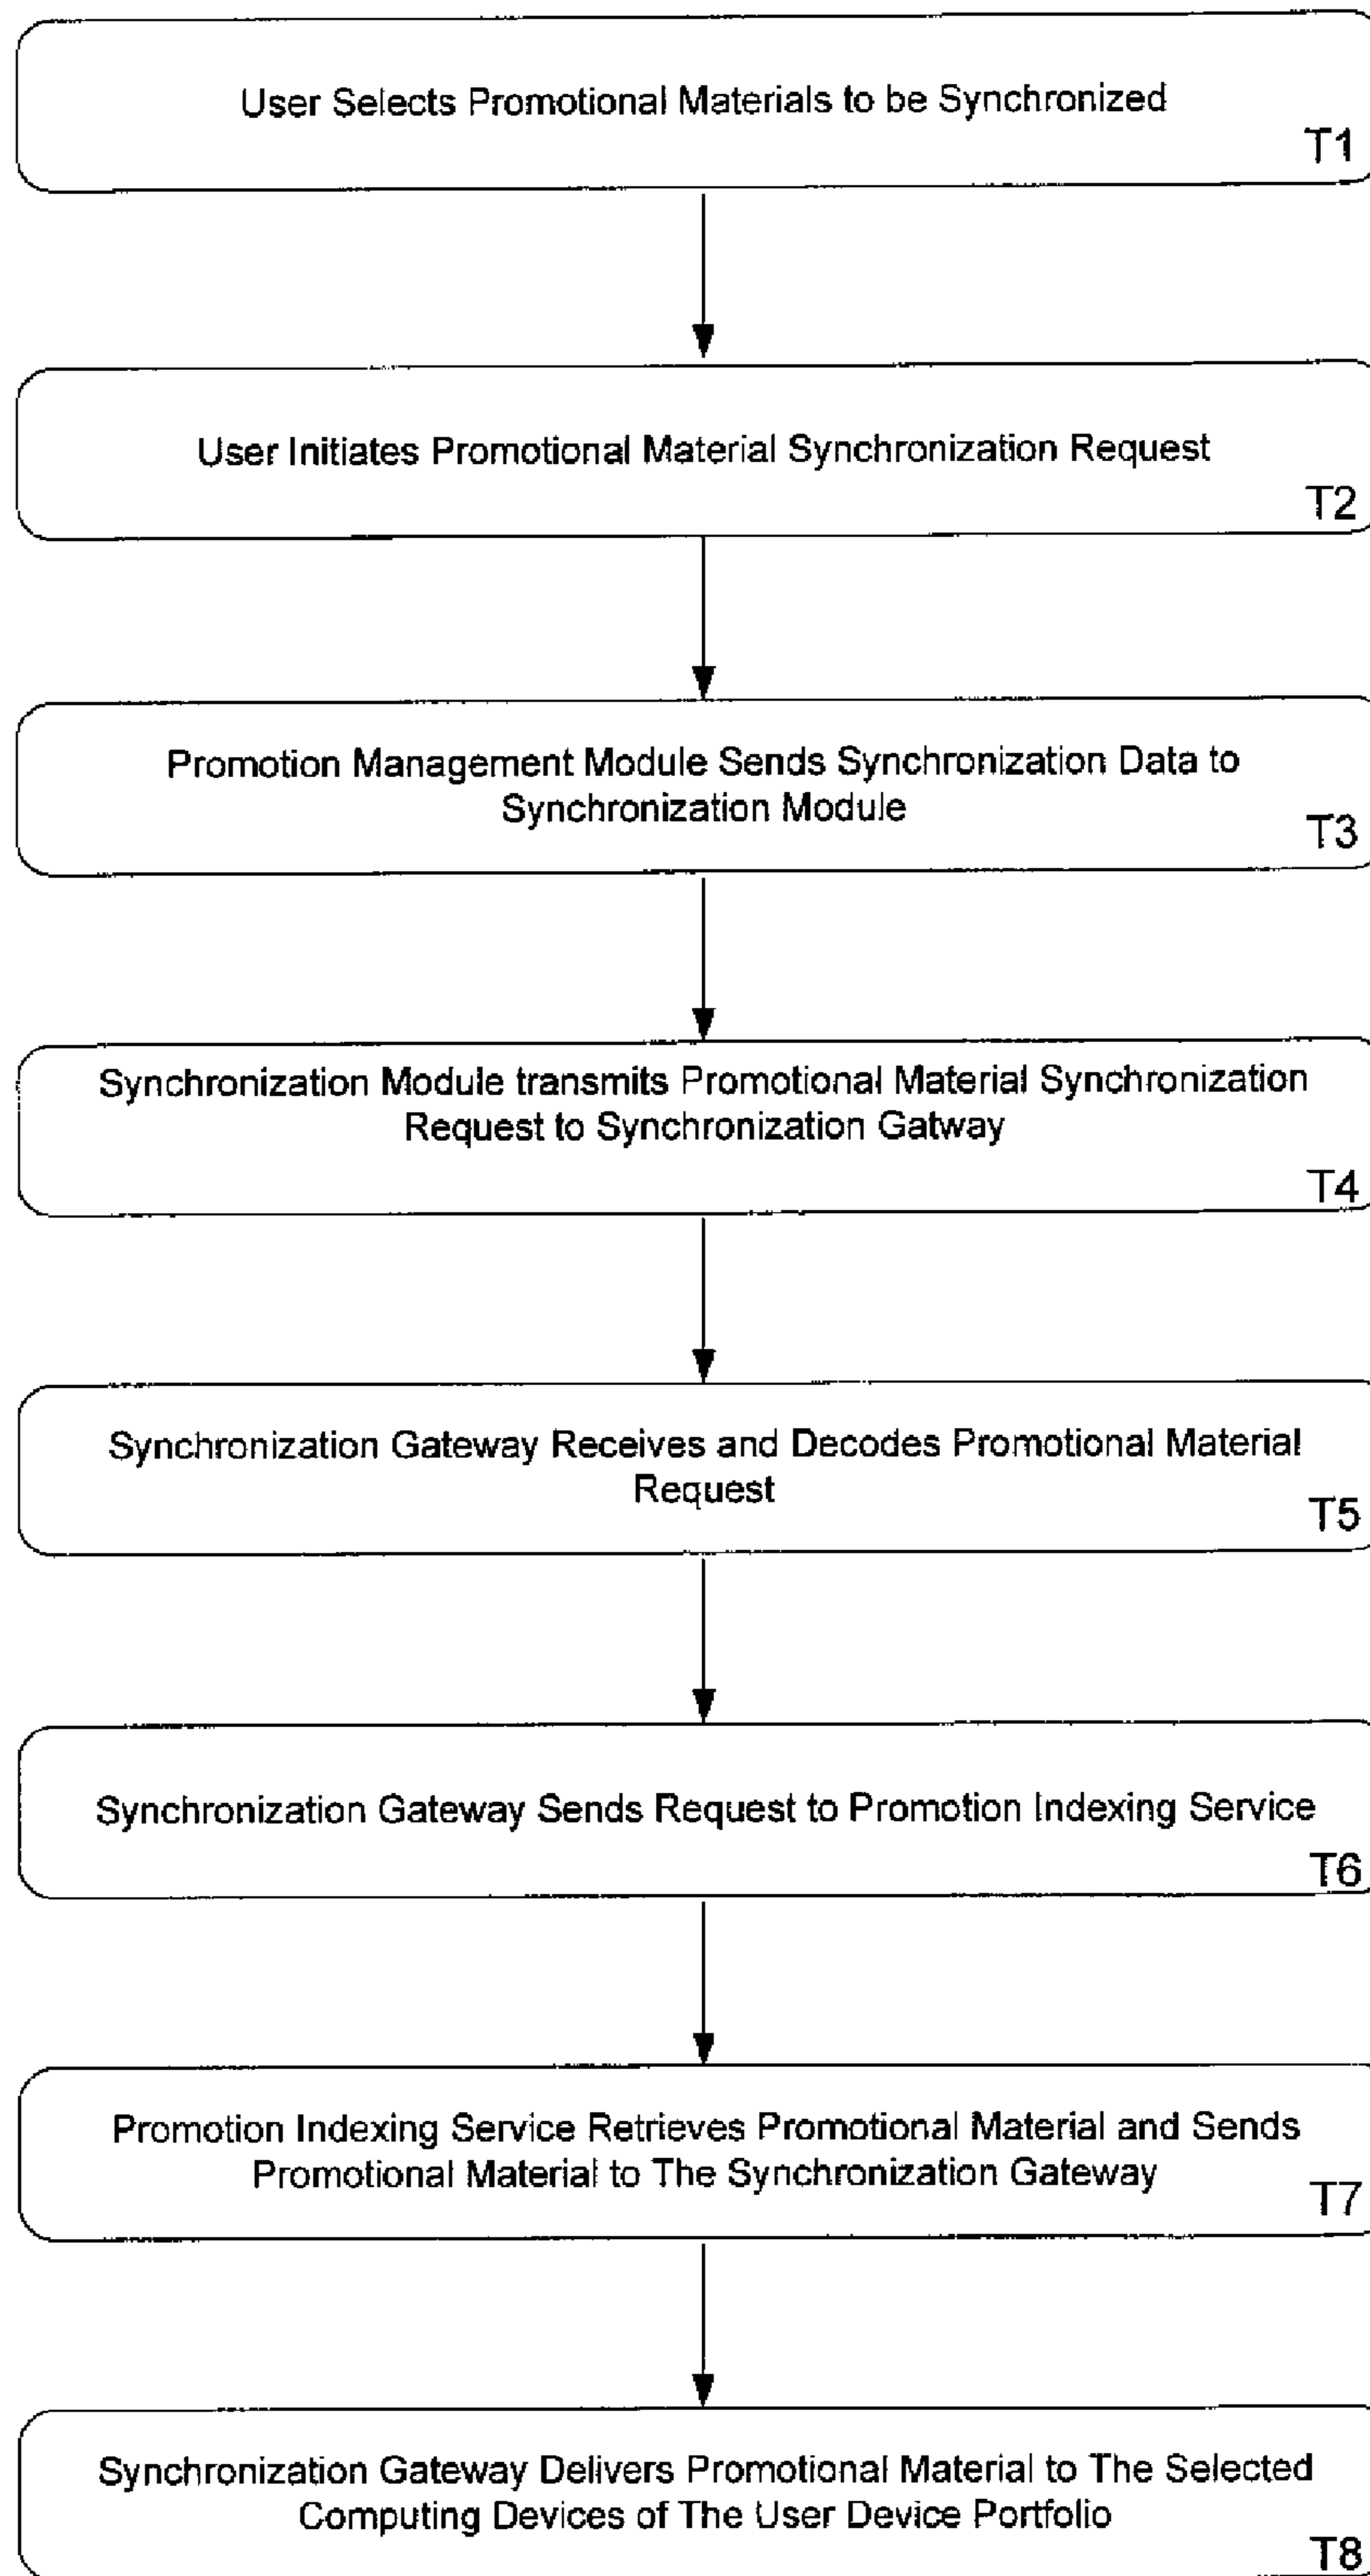 User Selects Promotional Materials to be Synchronized
T1
User Initiates Promotional Material Synchronization Request
T2
Promotion Management Module Sends Synchronization Data to
Synchronization Module
T3
Synchronization Module transmits Promotional Material Synchronization
Request to Synchronization Gatway
T4
Synchronization Gateway Receives and Decodes Promotional Material
Request
T5
Synchronization Gateway Sends Request to Promotion Indexing Service
T6
Promotion Indexing Service Retrieves Promotional Material and Sends
Promotional Material to The Synchronization Gateway
T7
Synchronization Gateway Delivers Promotional Material to The Selected
Computing Devices of The User Device Portfolio
T8